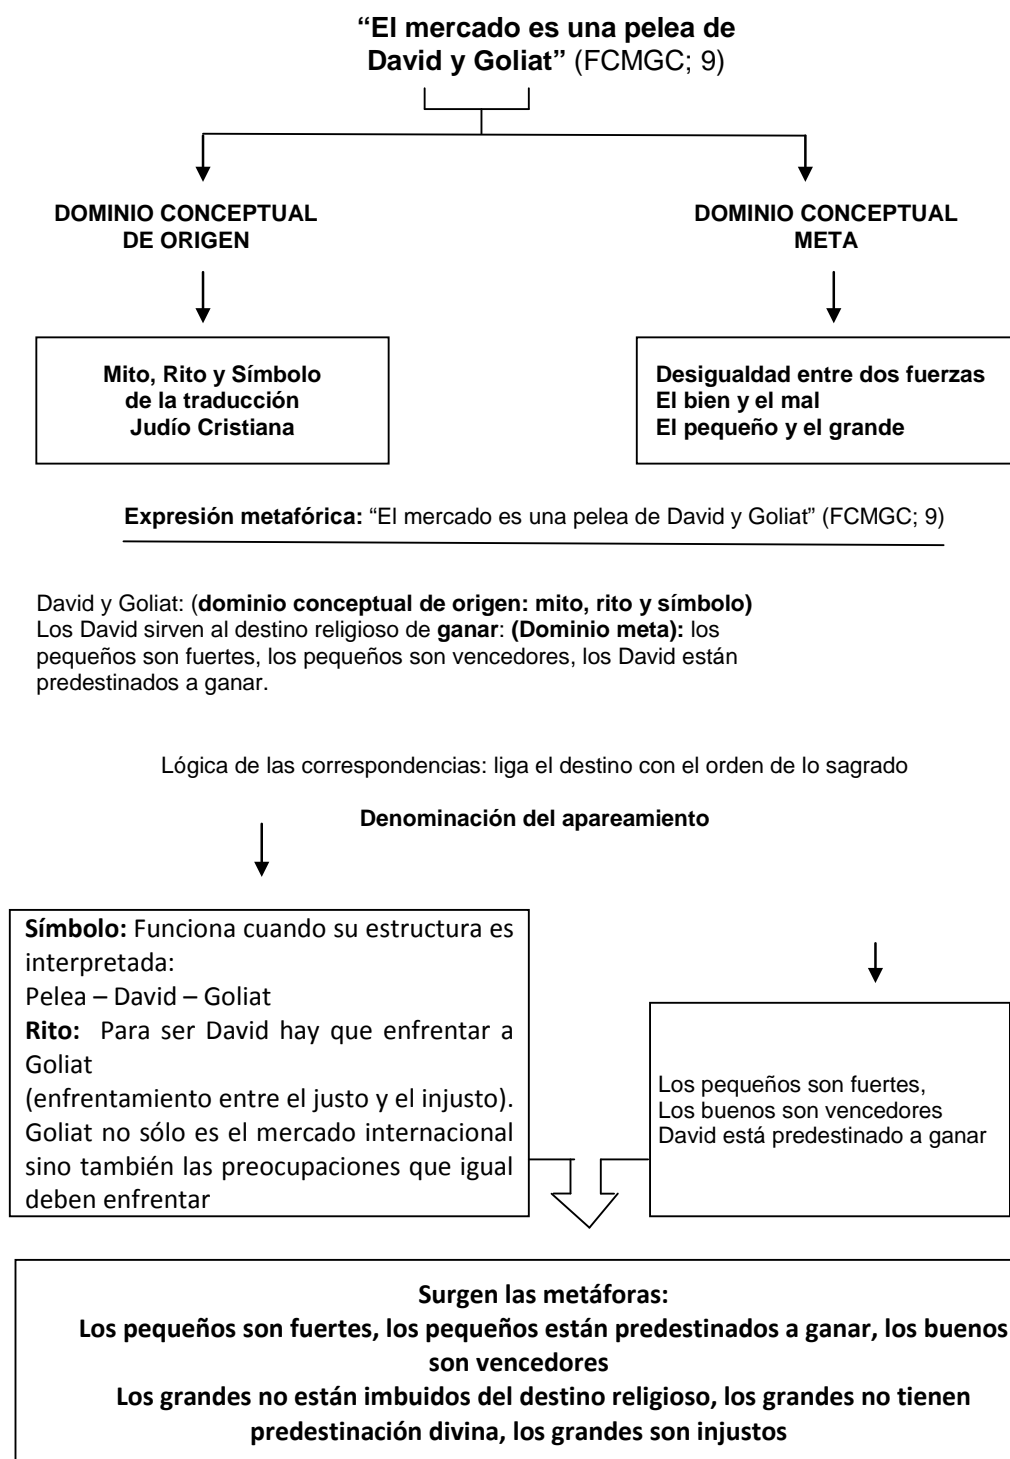 “El mercado es una pelea de
David y Goliat” (FCMGC; 9)
DOMINIO CONCEPTUAL
DE ORIGEN
DOMINIO CONCEPTUAL
META
Mito, Rito y Símbolo
de la traducción
Judío Cristiana
Desigualdad entre dos fuerzas
El bien y el mal
El pequeño y el grande
Expresión metafórica: “El mercado es una pelea de David y Goliat” (FCMGC; 9)
David y Goliat: (dominio conceptual de origen: mito, rito y símbolo)
Los David sirven al destino religioso de ganar: (Dominio meta): los
pequeños son fuertes, los pequeños son vencedores, los David están
predestinados a ganar.
Lógica de las correspondencias: liga el destino con el orden de lo sagrado
Denominación del apareamiento
Símbolo: Funciona cuando su estructura es
interpretada:
Pelea – David – Goliat
Rito: Para ser David hay que enfrentar a
Goliat
(enfrentamiento entre el justo y el injusto).
Goliat no sólo es el mercado internacional
sino también las preocupaciones que igual
deben enfrentar
Los pequeños son fuertes,
Los buenos son vencedores
David está predestinado a ganar
Surgen las metáforas:
Los pequeños son fuertes, los pequeños están predestinados a ganar, los buenos
son vencedores
Los grandes no están imbuidos del destino religioso, los grandes no tienen
predestinación divina, los grandes son injustos